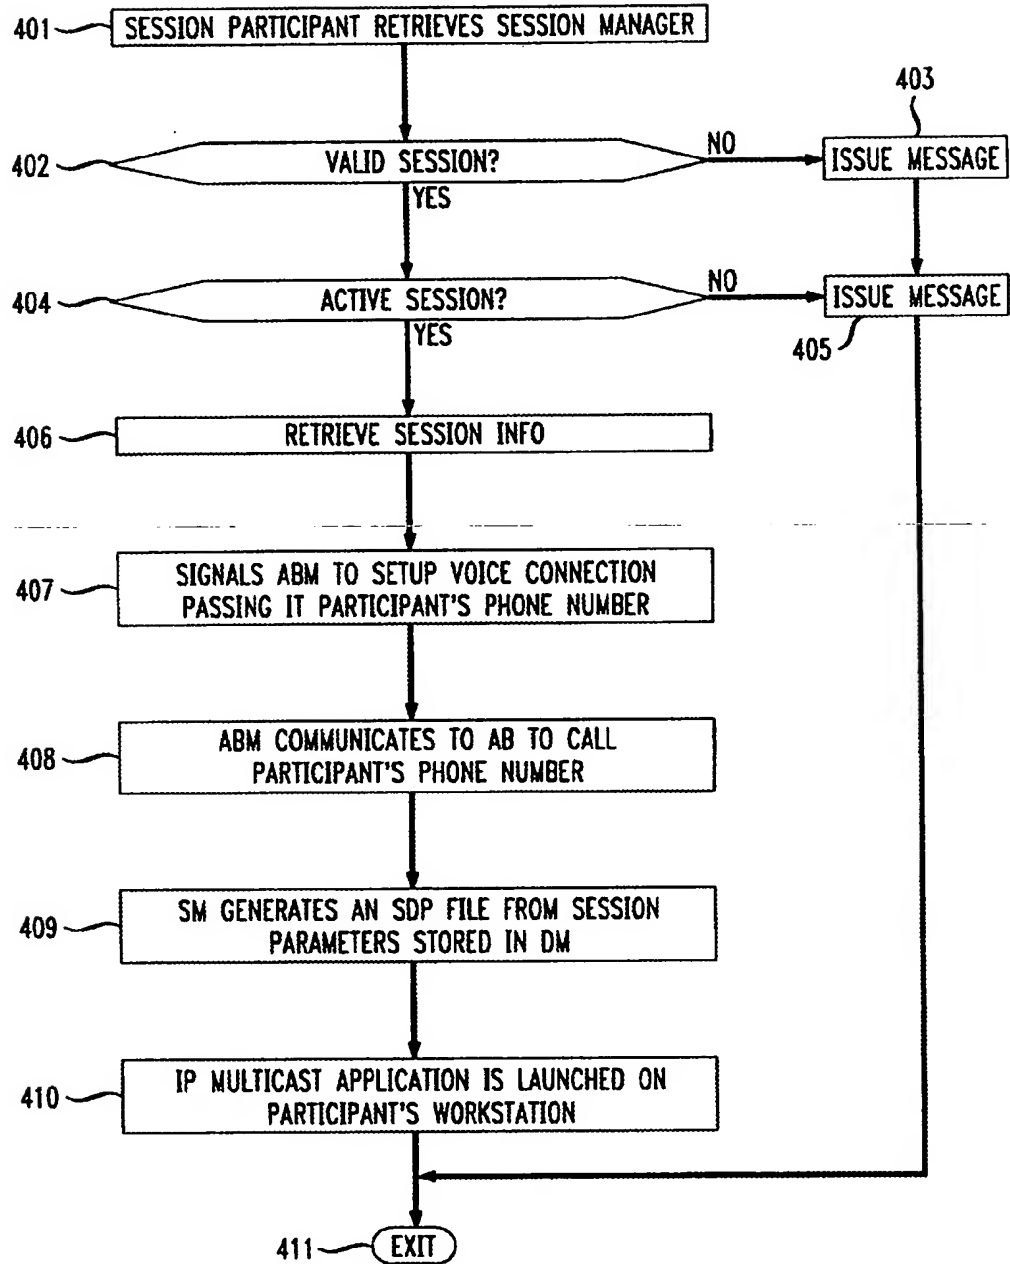 401 SESSION PARTICIPANT RETRIEVES SESSION MANAGER
403
402 VALID SESSION? NO ISSUE MESSAGE
YES
404 ACTIVE SESSION? NO ISSUE MESSAGE
YES 405
406 RETRIEVE SESSION INFO
407 SIGNALS ABM TO SETUP VOICE CONNECTION
PASSING IT PARTICIPANT'S PHONE NUMBER
408 ABM COMMUNICATES TO AB TO CALL
PARTICIPANT'S PHONE NUMBER
409 SM GENERATES AN SDP FILE FROM SESSION
PARAMETERS STORED IN DM
410 IP MULTICAST APPLICATION IS LAUNCHED ON
PARTICIPANT'S WORKSTATION
411 EXIT